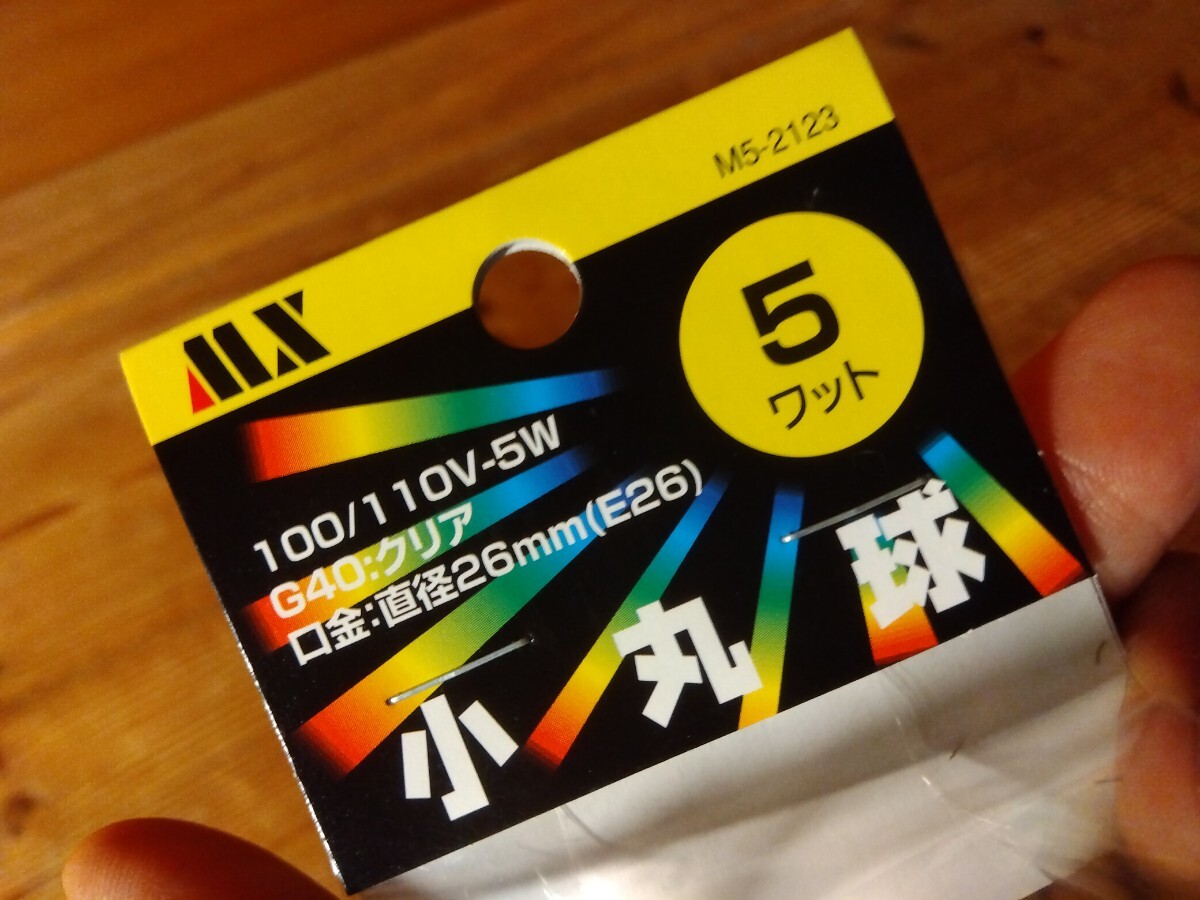 M5-2123
MX
5
ワット
100/110V-5W
G40:クリア
口金:直径26mm(E26)
小丸球